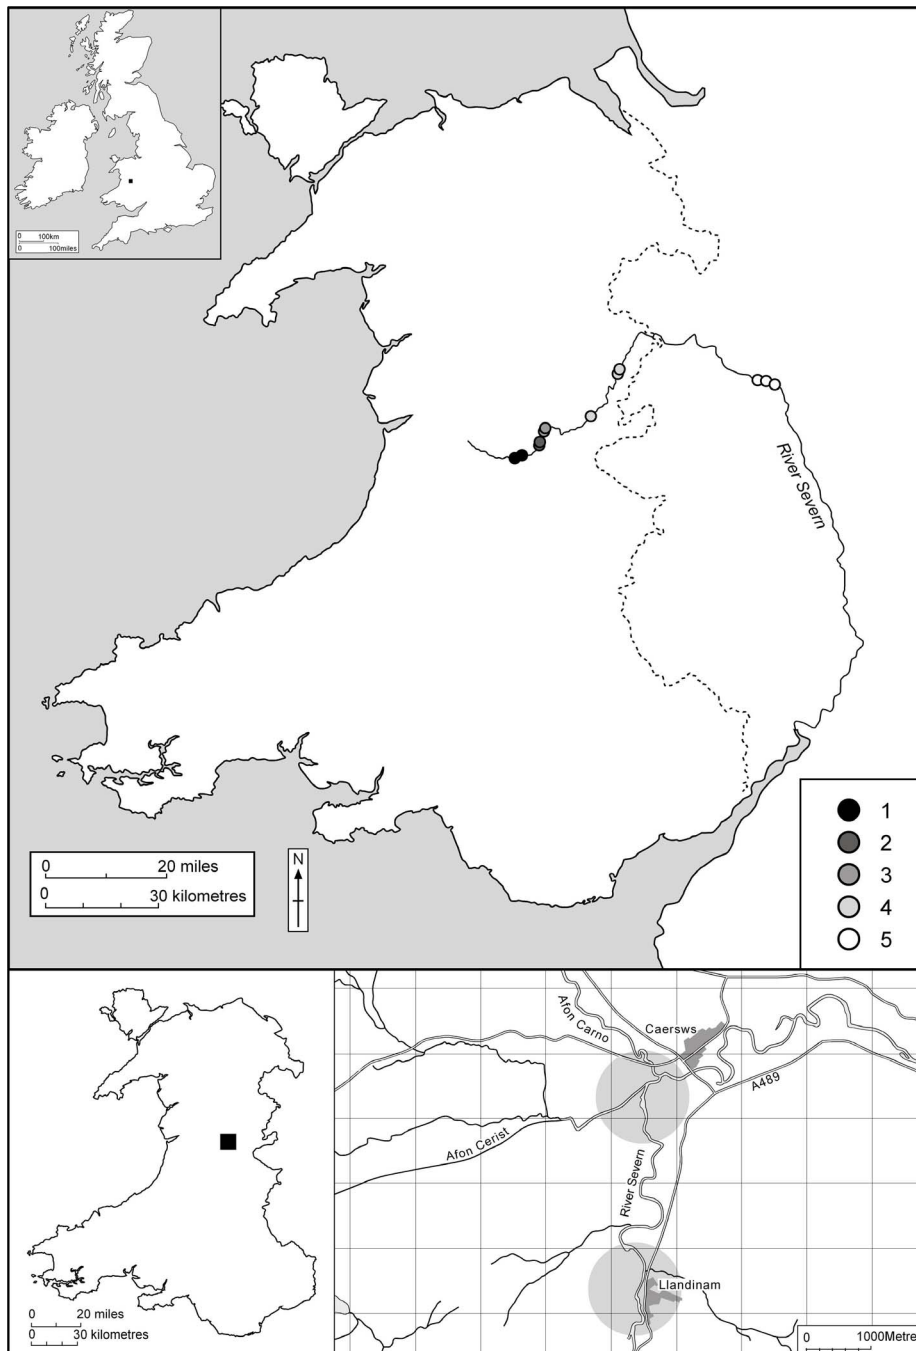 0 100km
0 100miles
River Severn
0 20 miles
0 30 kilometres
N
1
2
3
4
5
0 20 miles
0 30 kilometres
Afon Carno
Caersws
A489
Afon Cerist
River Severn
Llandinam
0 1000Metre